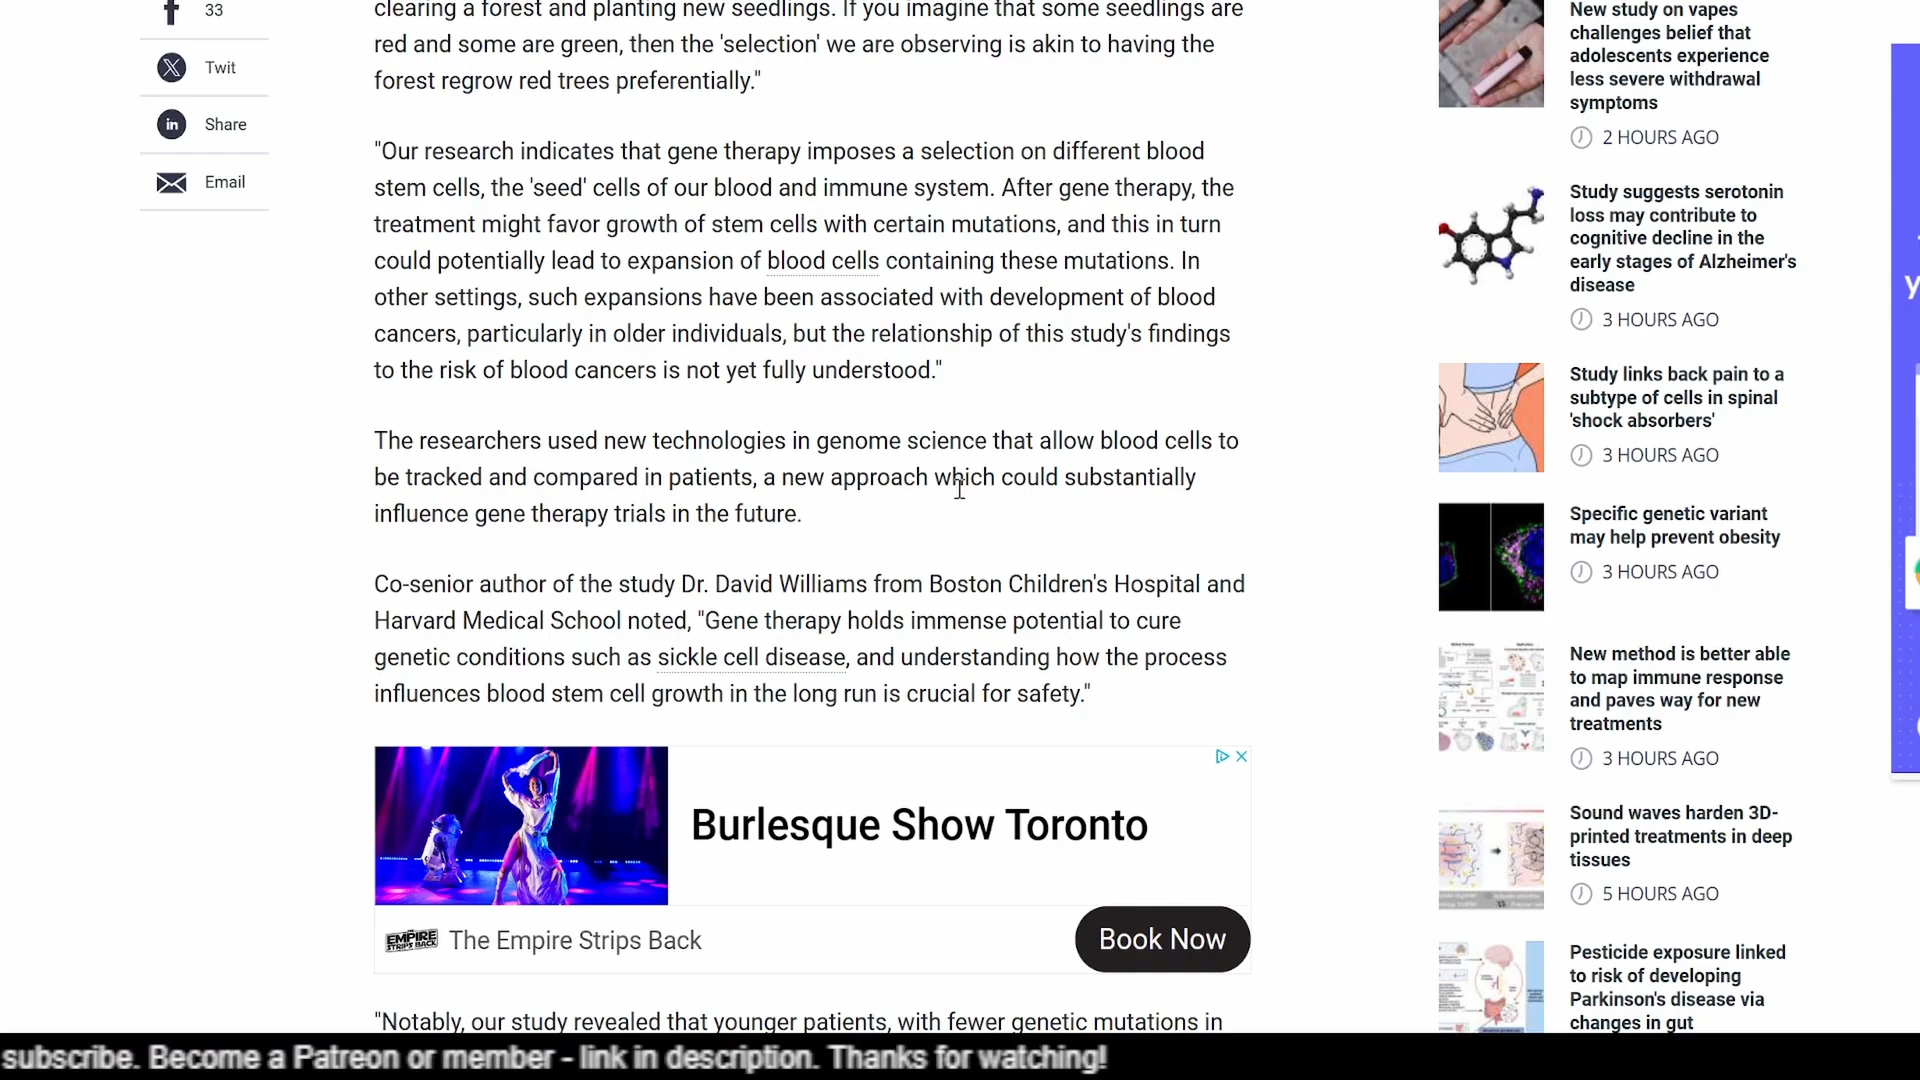 33
Twit
Share
Email
clearing a forest and planting new seedlings. If you imagine that some seedlings are
red and some are green, then the 'selection' we are observing is akin to having the
forest regrow red trees preferentially."
"Our research indicates that gene therapy imposes a selection on different blood
stem cells, the 'seed' cells of our blood and immune system. After gene therapy, the
treatment might favor growth of stem cells with certain mutations, and this in turn
could potentially lead to expansion of blood cells containing these mutations. In
other settings, such expansions have been associated with development of blood
cancers, particularly in older individuals, but the relationship of this study's findings
to the risk of blood cancers is not yet fully understood."
The researchers used new technologies in genome science that allow blood cells to
be tracked and compared in patients, a new approach which could substantially
influence gene therapy trials in the future.
Co-senior author of the study Dr. David Williams from Boston Children's Hospital and
Harvard Medical School noted, "Gene therapy holds immense potential to cure
genetic conditions such as sickle cell disease, and understanding how the process
influences blood stem cell growth in the long run is crucial for safety."
Burlesque Show Toronto
EMPIRE
STRIPS BACK
The Empire Strips Back
Book Now
"Notably, our study revealed that younger patients, with fewer genetic mutations in
New study on vapes
challenges belief that
adolescents experience
less severe withdrawal
symptoms
2 HOURS AGO
Study suggests serotonin
loss may contribute to
cognitive decline in the
early stages of Alzheimer's
disease
3 HOURS AGO
Study links back pain to a
subtype of cells in spinal
'shock absorbers'
3 HOURS AGO
Specific genetic variant
may help prevent obesity
3 HOURS AGO
New method is better able
to map immune response
and paves way for new
treatments
3 HOURS AGO
Sound waves harden 3D-
printed treatments in deep
tissues
5 HOURS AGO
Pesticide exposure linked
to risk of developing
Parkinson's disease via
changes in gut
subscribe. Become a Patreon or member - link in description. Thanks for watching!